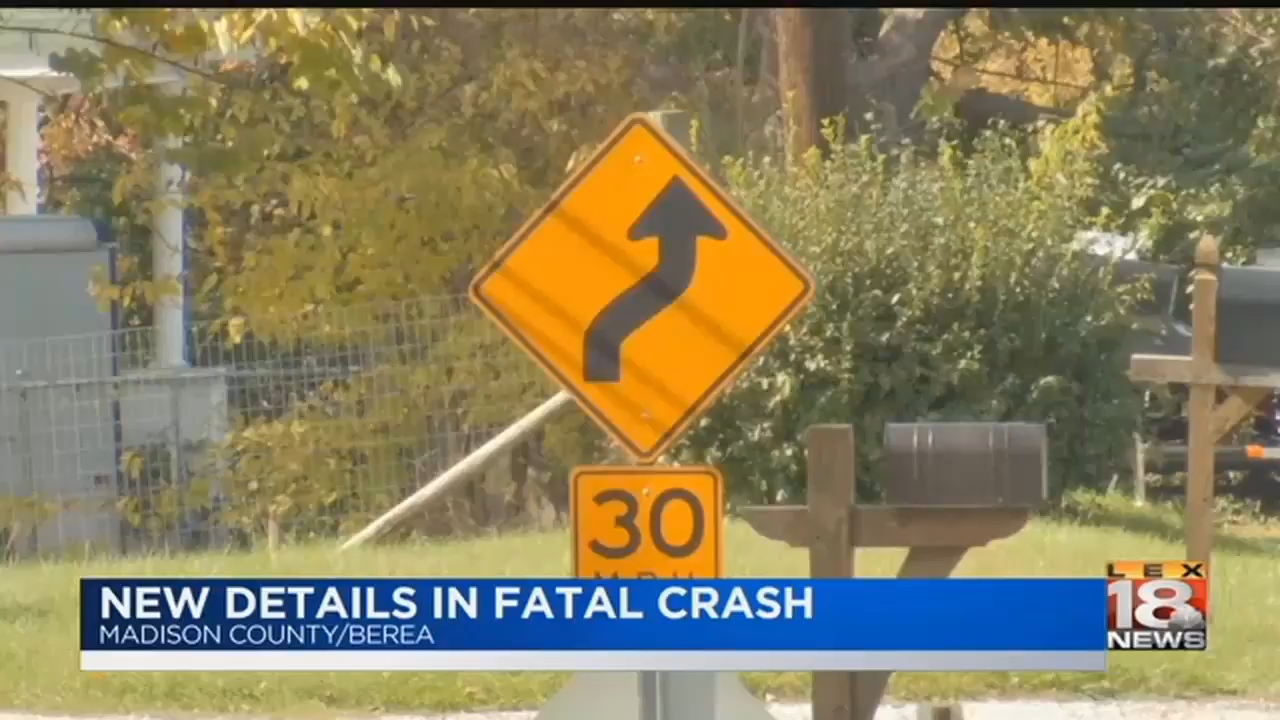 30
M.P.H.
NEW DETAILS IN FATAL CRASH
MADISON COUNTY/BEREA
LEX
18
NEWS